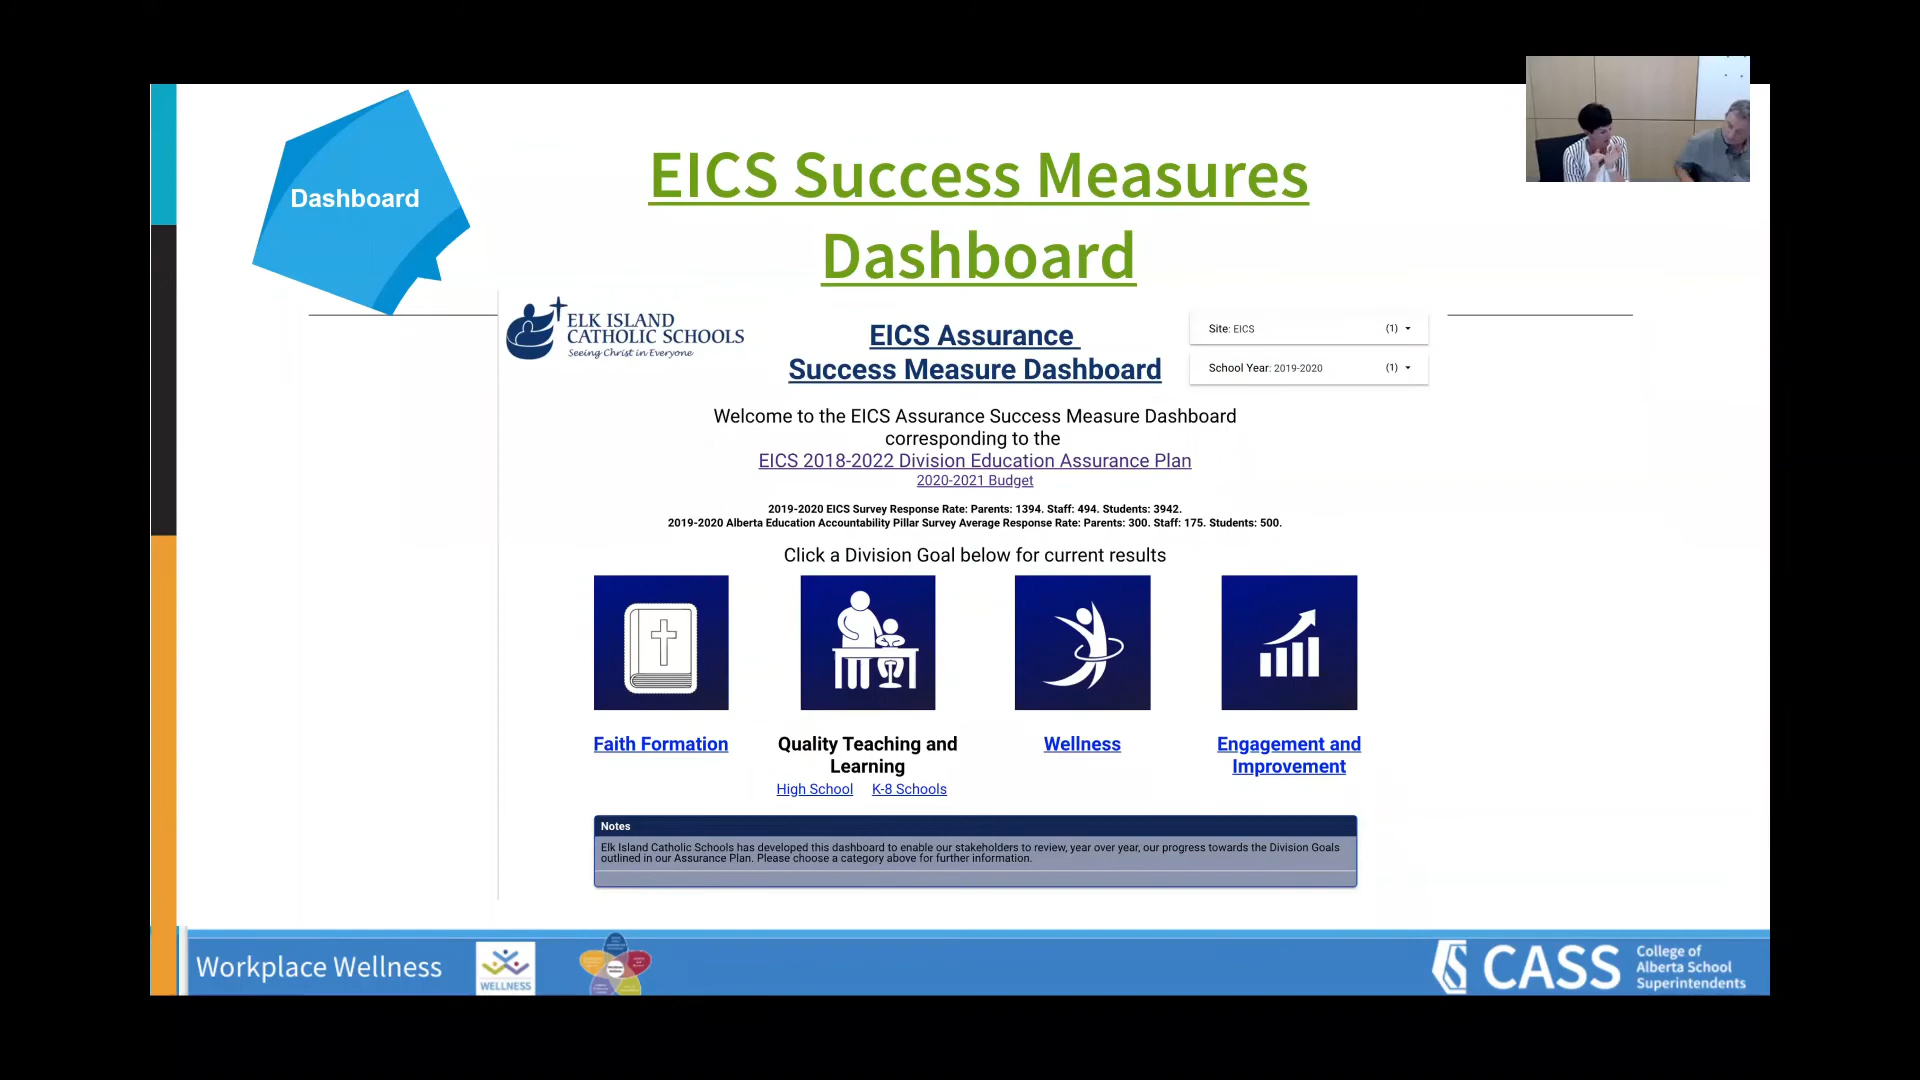 Dashboard
EICS Success Measures
Dashboard
ELK ISLAND
CATHOLIC SCHOOLS
Seeing Christ in Everyone
EICS Assurance
Success Measure Dashboard
Site: EICS (1)
School Year: 2019-2020 (1)
Welcome to the EICS Assurance Success Measure Dashboard
corresponding to the
EICS 2018-2022 Division Education Assurance Plan
2020-2021 Budget
2019-2020 EICS Survey Response Rate: Parents: 1394. Staff: 494. Students: 3942.
2019-2020 Alberta Education Accountability Pillar Survey Average Response Rate: Parents: 300. Staff: 175. Students: 500.
Click a Division Goal below for current results
Faith Formation
Quality Teaching and
Learning
High School K-8 Schools
Wellness
Engagement and
Improvement
Notes
Elk Island Catholic Schools has developed this dashboard to enable our stakeholders to review, year over year, our progress towards the Division Goals
outlined in our Assurance Plan. Please choose a category above for further information.
Workplace Wellness
WELLNESS
CASS
College of
Alberta School
Superintendents